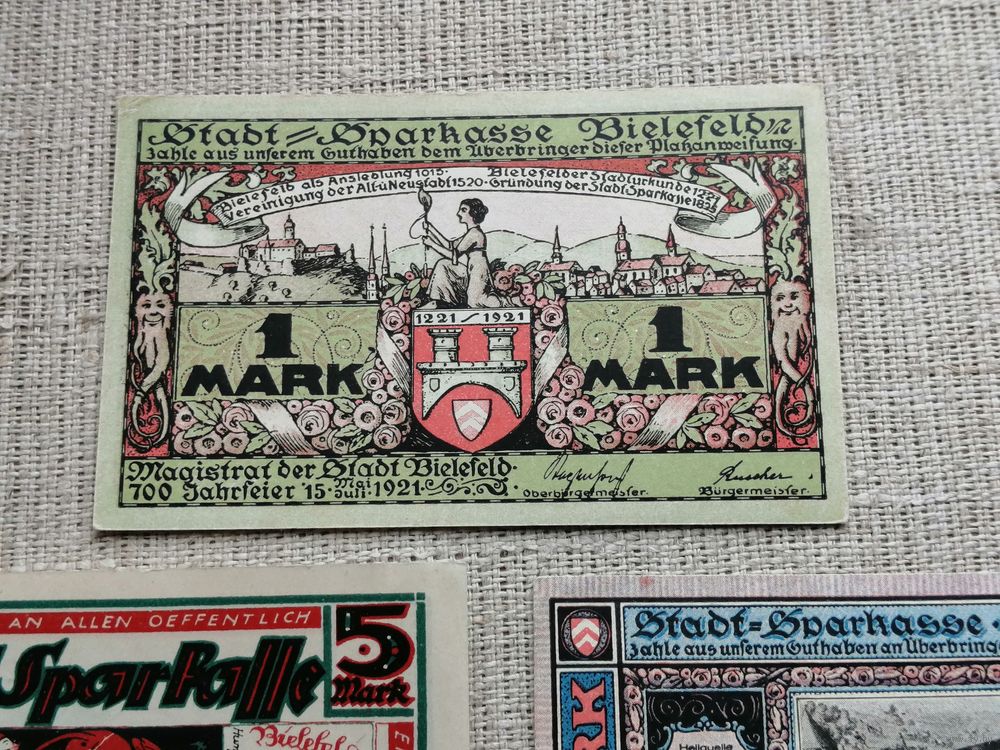 Stadt=Sparkasse Bielefeld
Zahle aus unserem Guthaben dem Überbringer dieser Platzanweisung.
Bielefeld als Ansiedlung 1015· Bielefelder Stadturkunde 1221
Vereinigung der Alt-u Neustadt 1520· Gründung der Stadt-Sparkasse 1825
1221 1921
1 MARK
1 MARK
Magistrat der Stadt Bielefeld·
700 Jahrfeier 15· Mai Juli· 1921·
Oberbürgermeister·
Bürgermeister·
AN ALLEN OEFFENTLICH
Sparkasse
5
Mark
Stadt=Sparkasse
Zahle aus unserem Guthaben an Überbring
Heilquelle